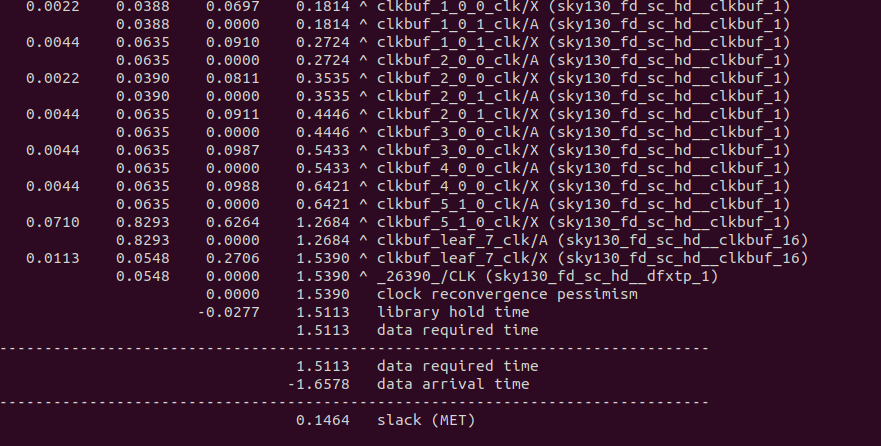 0.0022 0.0388 0.0697 0.1814 ^ clkbuf_1_0_0_clk/X (sky130_fd_sc_hd__clkbuf_1)
0.0388 0.0000 0.1814 ^ clkbuf_1_0_1_clk/A (sky130_fd_sc_hd__clkbuf_1)
0.0044 0.0635 0.0910 0.2724 ^ clkbuf_1_0_1_clk/X (sky130_fd_sc_hd__clkbuf_1)
0.0635 0.0000 0.2724 ^ clkbuf_2_0_0_clk/A (sky130_fd_sc_hd__clkbuf_1)
0.0022 0.0390 0.0811 0.3535 ^ clkbuf_2_0_0_clk/X (sky130_fd_sc_hd__clkbuf_1)
0.0390 0.0000 0.3535 ^ clkbuf_2_0_1_clk/A (sky130_fd_sc_hd__clkbuf_1)
0.0044 0.0635 0.0911 0.4446 ^ clkbuf_2_0_1_clk/X (sky130_fd_sc_hd__clkbuf_1)
0.0635 0.0000 0.4446 ^ clkbuf_3_0_0_clk/A (sky130_fd_sc_hd__clkbuf_1)
0.0044 0.0635 0.0987 0.5433 ^ clkbuf_3_0_0_clk/X (sky130_fd_sc_hd__clkbuf_1)
0.0635 0.0000 0.5433 ^ clkbuf_4_0_0_clk/A (sky130_fd_sc_hd__clkbuf_1)
0.0044 0.0635 0.0988 0.6421 ^ clkbuf_4_0_0_clk/X (sky130_fd_sc_hd__clkbuf_1)
0.0635 0.0000 0.6421 ^ clkbuf_5_1_0_clk/A (sky130_fd_sc_hd__clkbuf_1)
0.0710 0.8293 0.6264 1.2684 ^ clkbuf_5_1_0_clk/X (sky130_fd_sc_hd__clkbuf_1)
0.8293 0.0000 1.2684 ^ clkbuf_leaf_7_clk/A (sky130_fd_sc_hd__clkbuf_16)
0.0113 0.0548 0.2706 1.5390 ^ clkbuf_leaf_7_clk/X (sky130_fd_sc_hd__clkbuf_16)
0.0548 0.0000 1.5390 ^ _26390_/CLK (sky130_fd_sc_hd__dfxtp_1)
0.0000 1.5390 clock reconvergence pessimism
-0.0277 1.5113 library hold time
1.5113 data required time
-----------------------------------------------------------------------------
1.5113 data required time
-1.6578 data arrival time
-----------------------------------------------------------------------------
0.1464 slack (MET)